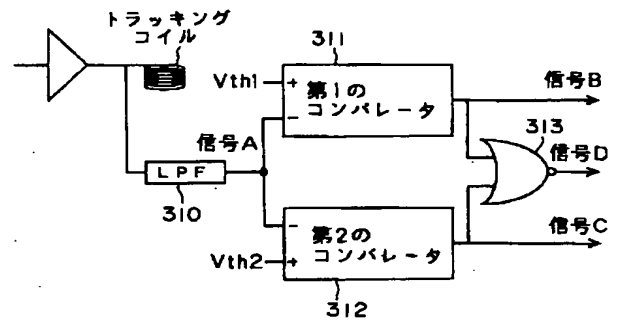 トラッキング
コイル
311
Vth1
+
第1の
コンパレータ
-
信号A
信号B
313
信号D
LPF
310
-
第2の
コンパレータ
Vth2
+
信号C
312